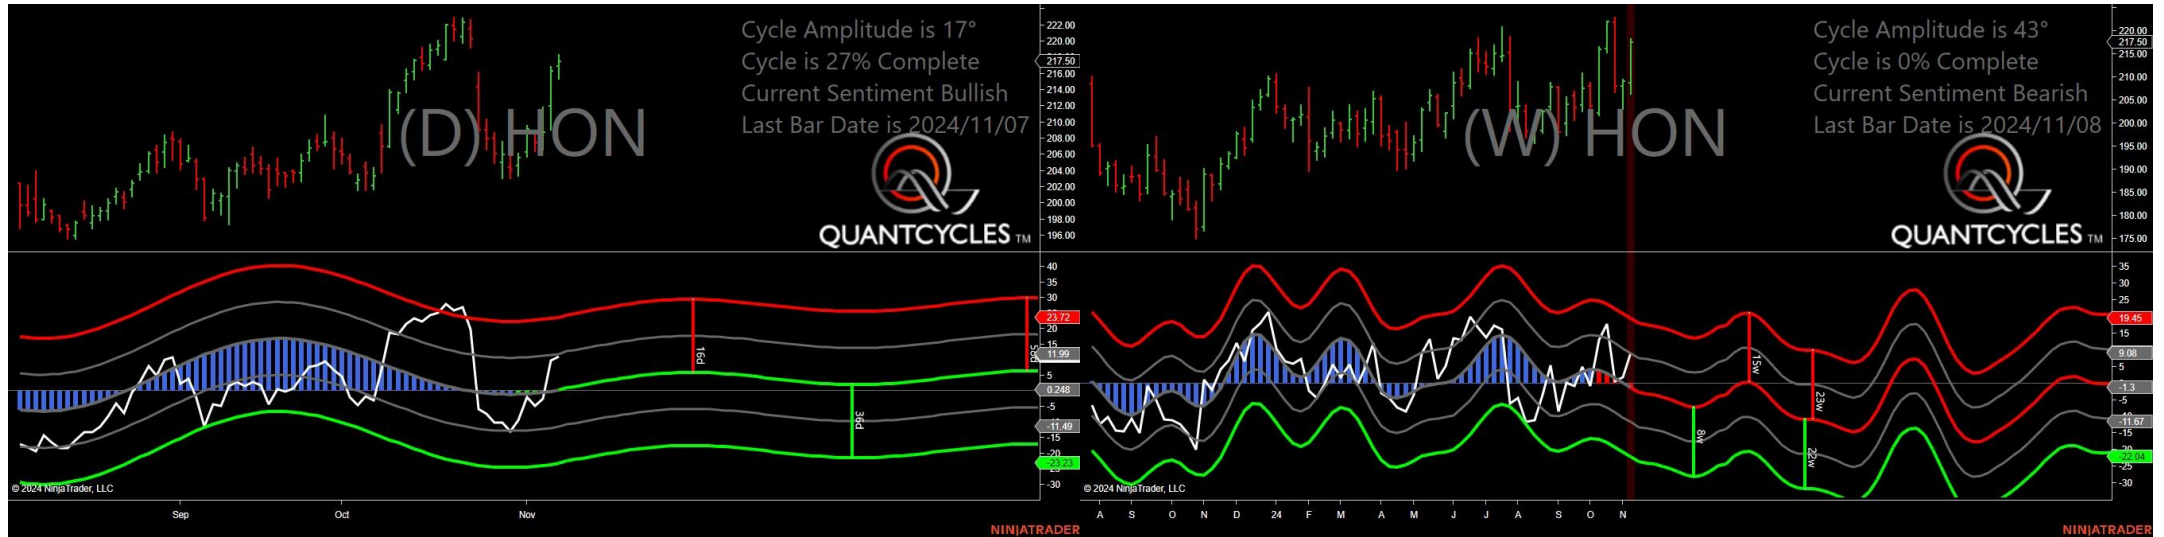 Cycle Amplitude is 17°
Cycle is 27% Complete
Current Sentiment Bullish
Last Bar Date is 2024/11/07
(D) HON
QUANTCYCLES TM
222.00
220.00
217.50
216.00
214.00
212.00
210.00
208.00
206.00
204.00
202.00
200.00
198.00
196.00
40
35
30
23.72
20
15
11.99
5
0.248
-5
-11.49
-15
-20
-23.23
-30
16d
36d
© 2024 NinjaTrader, LLC
Sep
Oct
Nov
NINJATRADER
Cycle Amplitude is 43°
Cycle is 0% Complete
Current Sentiment Bearish
Last Bar Date is 2024/11/08
(W) HON
QUANTCYCLES TM
220.00
217.50
215.00
210.00
205.00
200.00
195.00
190.00
185.00
180.00
175.00
35
30
25
19.45
15
9.08
5
-1.3
-5
-11.67
-15
-22.04
-25
-30
15w
23w
8w
22w
© 2024 NinjaTrader, LLC
A S O N D 24 F M A M J J A S O N
NINJATRADER